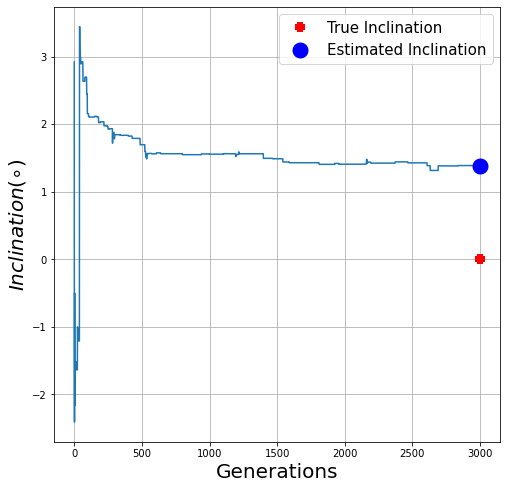 True Inclination
Estimated Inclination
3
2
1
0
−1
−2
Inclination(∘)
0 500 1000 1500 2000 2500 3000
Generations